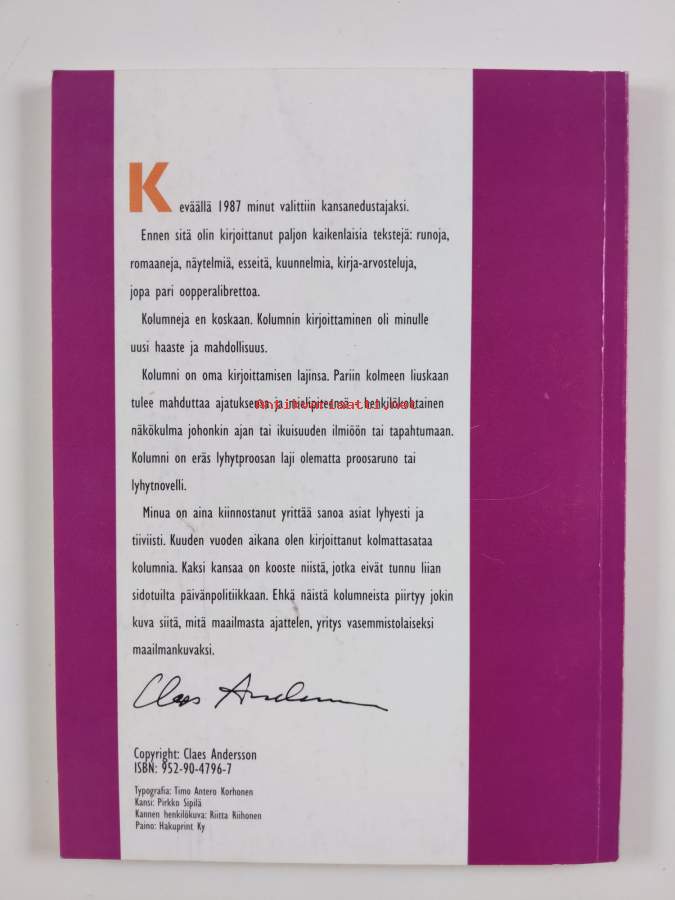 Keväällä 1987 minut valittiin kansanedustajaksi.
Ennen sitä olin kirjoittanut paljon kaikenlaisia tekstejä: runoja,
romaaneja, näytelmiä, esseitä, kuunnelmia, kirja-arvosteluja,
jopa pari oopperalibrettoa.
Kolumneja en koskaan. Kolumnin kirjoittaminen oli minulle
uusi haaste ja mahdollisuus.
Kolumni on oma kirjoittamisen lajinsa. Pariin kolmeen liuskaan
tulee mahduttaa ajatuksensa ja mielipiteensä - henkilökohtainen
Antikvariaatti.net
näkökulma johonkin ajan tai ikuisuuden ilmiöön tai tapahtumaan.
Kolumni on eräs lyhytproosan laji olematta proosaruno tai
lyhytnovelli.
Minua on aina kiinnostanut yrittää sanoa asiat lyhyesti ja
tiiviisti. Kuuden vuoden aikana olen kirjoittanut kolmattasataa
kolumnia. Kaksi kansaa on kooste niistä, jotka eivät tunnu liian
sidotuilta päivänpolitiikkaan. Ehkä näistä kolumneista piirtyy jokin
kuva siitä, mitä maailmasta ajattelen, yritys vasemmistolaiseksi
maailmankuvaksi.
Claes Andersson
Copyright: Claes Andersson
ISBN: 952-90-4796-7
Typografia: Timo Antero Korhonen
Kansi: Pirkko Sipilä
Kannen henkilökuva: Riitta Riihonen
Paino: Hakuprint Ky